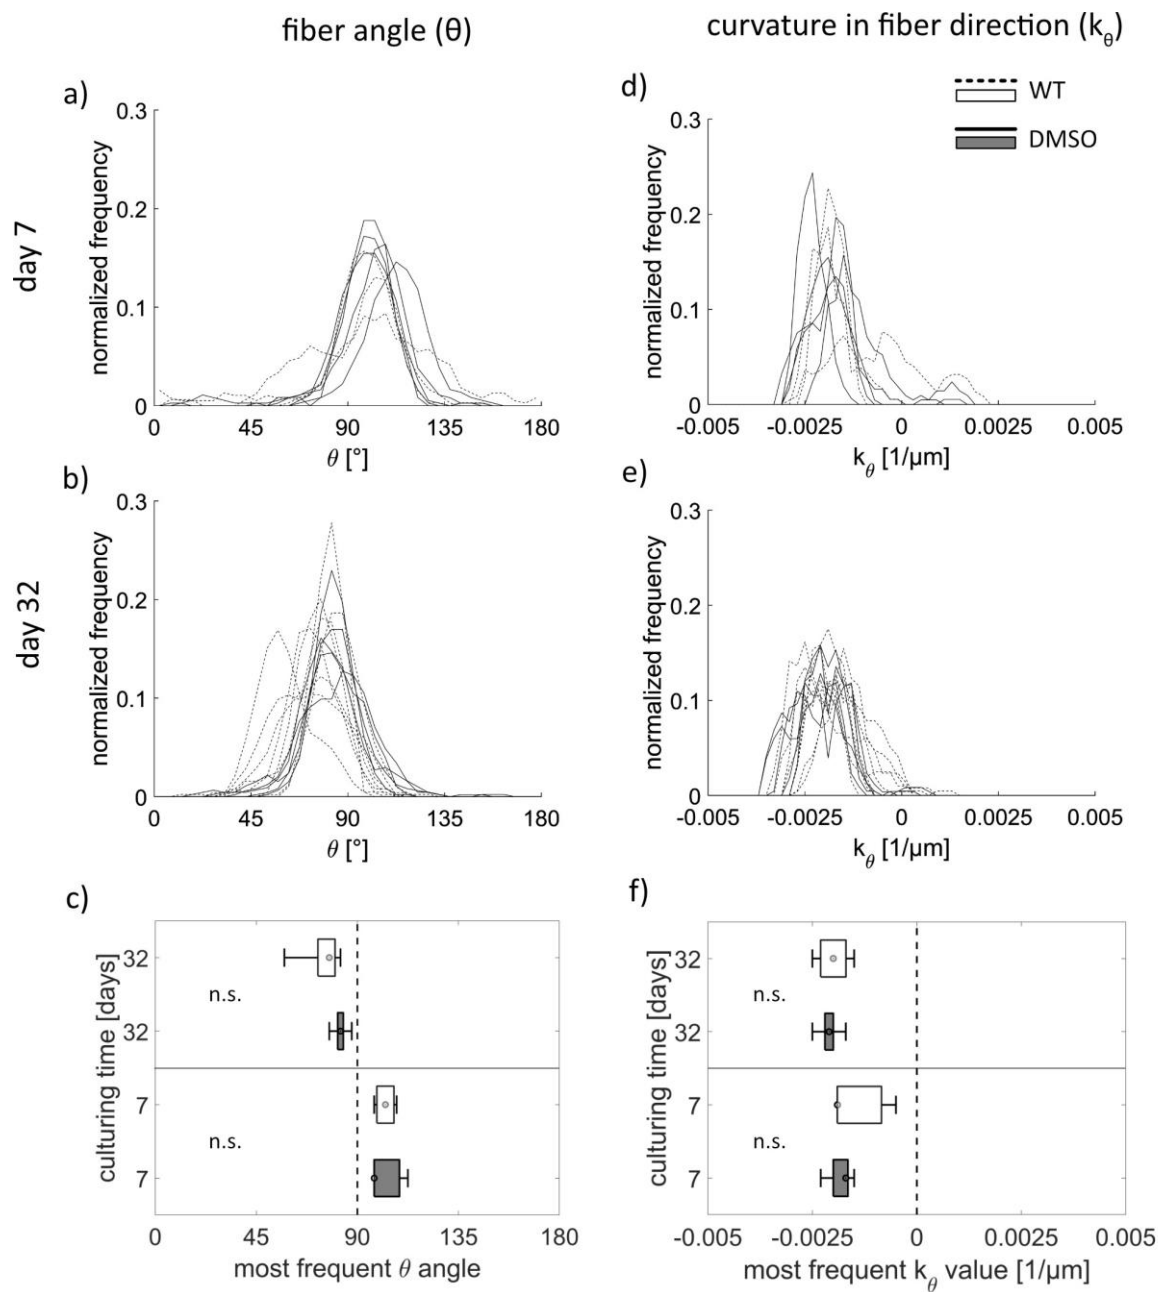 fiber angle (θ)
curvature in fiber direction (kθ)
WT
DMSO
day 7
a)
0.3
0.2
0.1
0
normalized frequency
0 45 90 135 180
θ [°]
d)
0.3
0.2
0.1
0
normalized frequency
-0.005 -0.0025 0 0.0025 0.005
kθ [1/μm]
day 32
b)
0.3
0.2
0.1
0
normalized frequency
0 45 90 135 180
θ [°]
e)
0.3
0.2
0.1
0
normalized frequency
-0.005 -0.0025 0 0.0025 0.005
kθ [1/μm]
c)
culturing time [days]
32
n.s.
32
7
n.s.
7
0 45 90 135 180
most frequent θ angle
f)
culturing time [days]
32
n.s.
32
7
n.s.
7
-0.005 -0.0025 0 0.0025 0.005
most frequent kθ value [1/μm]